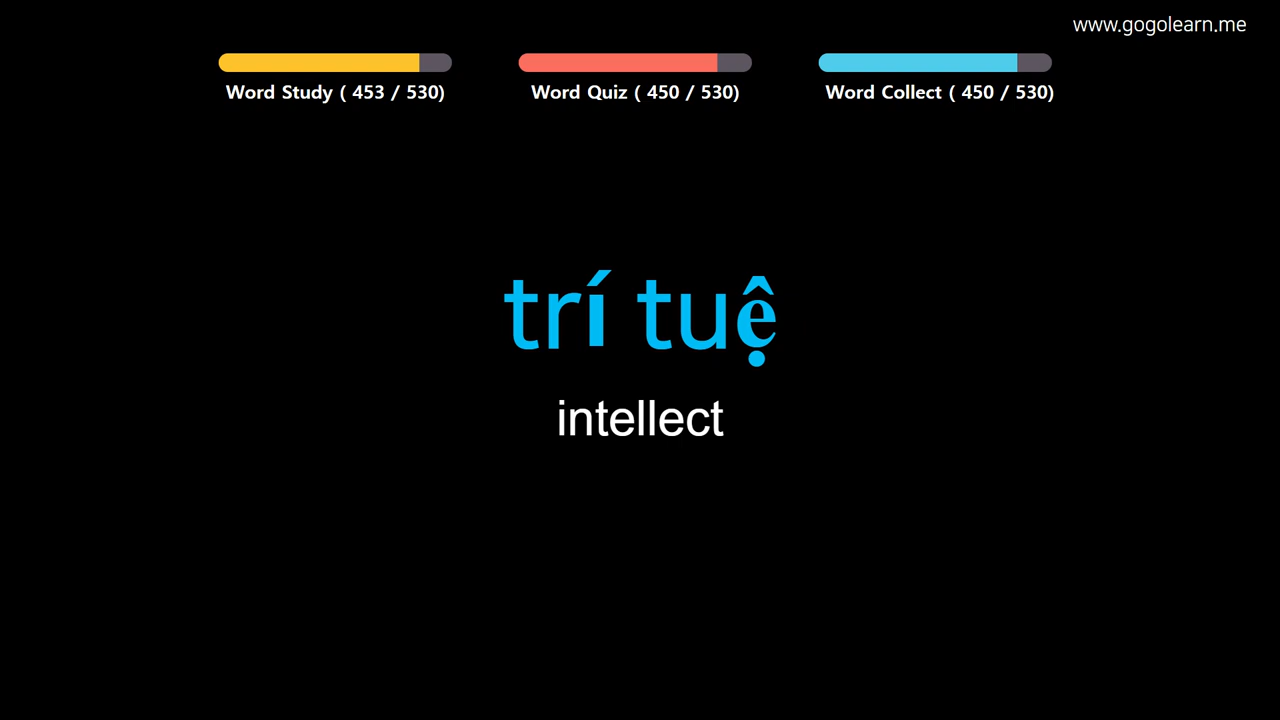 www.gogolearn.me
Word Study ( 453 / 530)
Word Quiz ( 450 / 530)
Word Collect ( 450 / 530)
trí tuệ
intellect